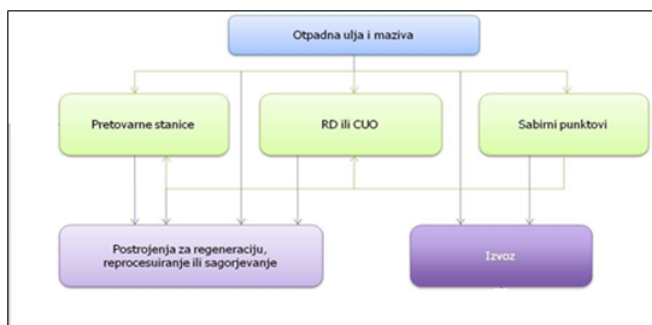 Otpadna ulja i maziva
Pretovarne stanice
RD ili CUO
Sabirni punktovi
Postrojenja za regeneraciju,
reprocesuiranje ili sagorjevanje
Izvoz